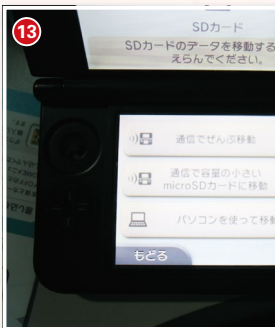 13
SDカード
SDカードのデータを移動する
えらんでください。
通信でぜんぶ移動
通信で容量の小さい
microSDカードに移動
パソコンを使って移動
もどる